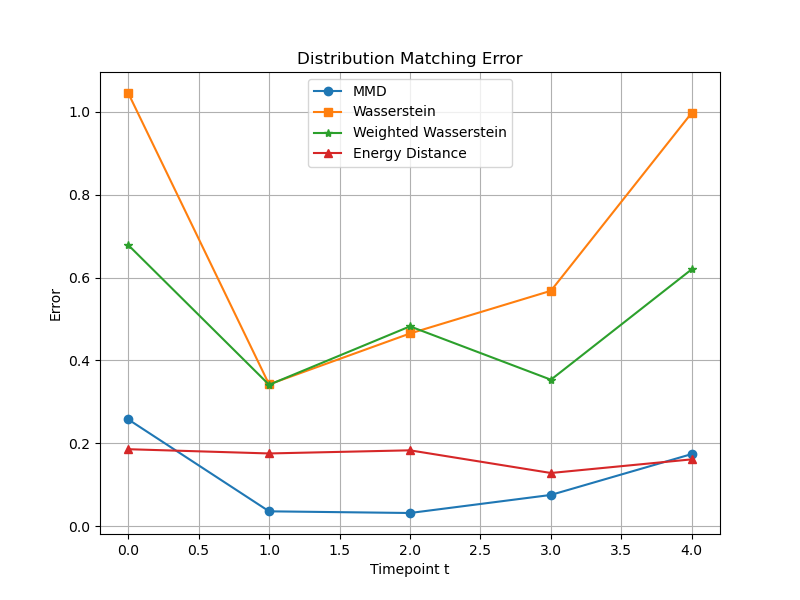 Distribution Matching Error
MMD
Wasserstein
Weighted Wasserstein
Energy Distance
Error
1.0
0.8
0.6
0.4
0.2
0.0
0.0 0.5 1.0 1.5 2.0 2.5 3.0 3.5 4.0
Timepoint t